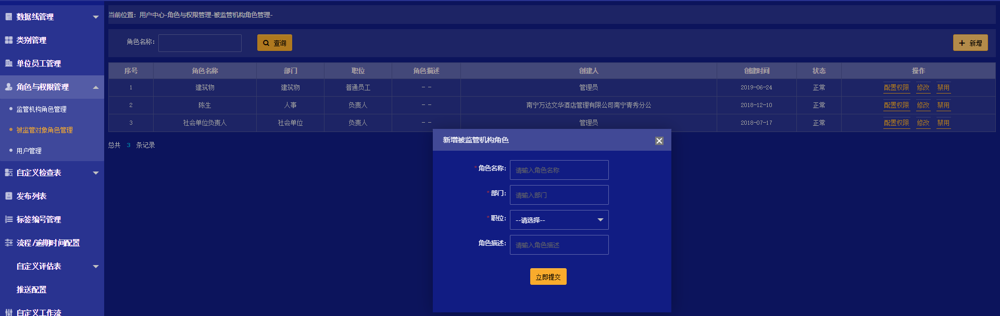 数据线管理
类别管理
单位员工管理
角色与权限管理
监管机构角色管理
被监管对象角色管理
用户管理
自定义检查表
发布列表
标签编号管理
流程/逾期时间配置
自定义评估表
推送配置
自定义工作流
当前位置：用户中心-角色与权限管理-被监管机构角色管理-
角色名称： 查询 + 新增
序号 角色名称 部门 职位 角色描述 创建人 创建时间 状态 操作
1 建筑物 建筑物 普通员工 -- 管理员 2019-06-24 正常 配置权限 修改 禁用
2 陈生 人事 负责人 -- 南宁万达文华酒店管理有限公司南宁青秀分公 2018-12-10 正常 配置权限 修改 禁用
3 社会单位负责人 社会单位 负责人 -- 管理员 2018-07-17 正常 配置权限 修改 禁用
总共 3 条记录
新增被监管机构角色
*角色名称： 请输入角色名称
*部门： 请输入部门
*职位： --请选择--
角色描述： 请输入角色描述
立即提交